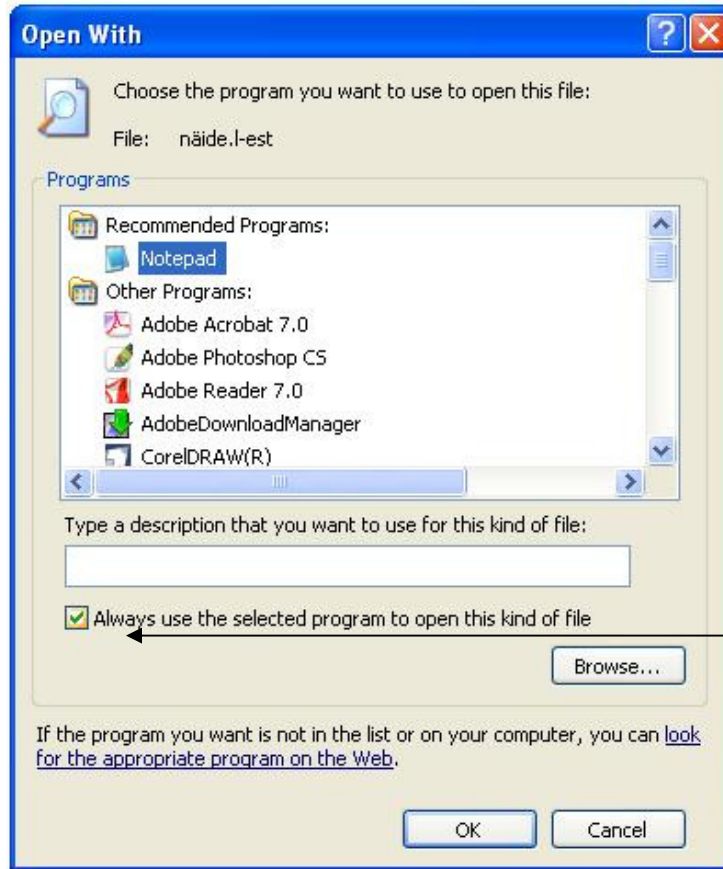 Open With
Choose the program you want to use to open this file:
File: näide.l-est
Programs
Recommended Programs:
Notepad
Other Programs:
Adobe Acrobat 7.0
Adobe Photoshop CS
Adobe Reader 7.0
AdobeDownloadManager
CorelDRAW(R)
Type a description that you want to use for this kind of file:
Always use the selected program to open this kind of file
Browse...
If the program you want is not in the list or on your computer, you can look
for the appropriate program on the Web.
OK Cancel